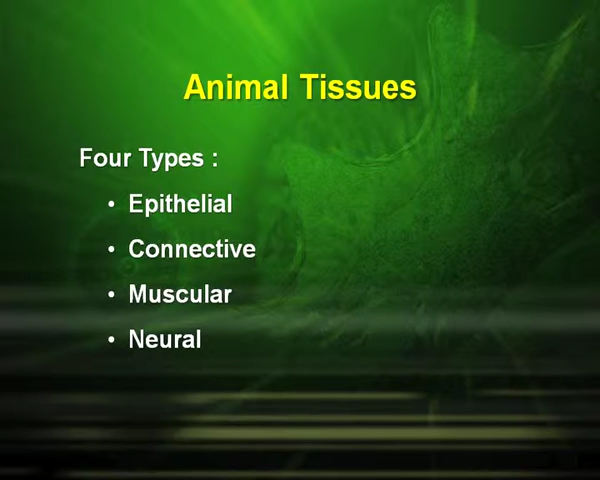 Animal Tissues
Four Types :
• Epithelial
• Connective
• Muscular
• Neural